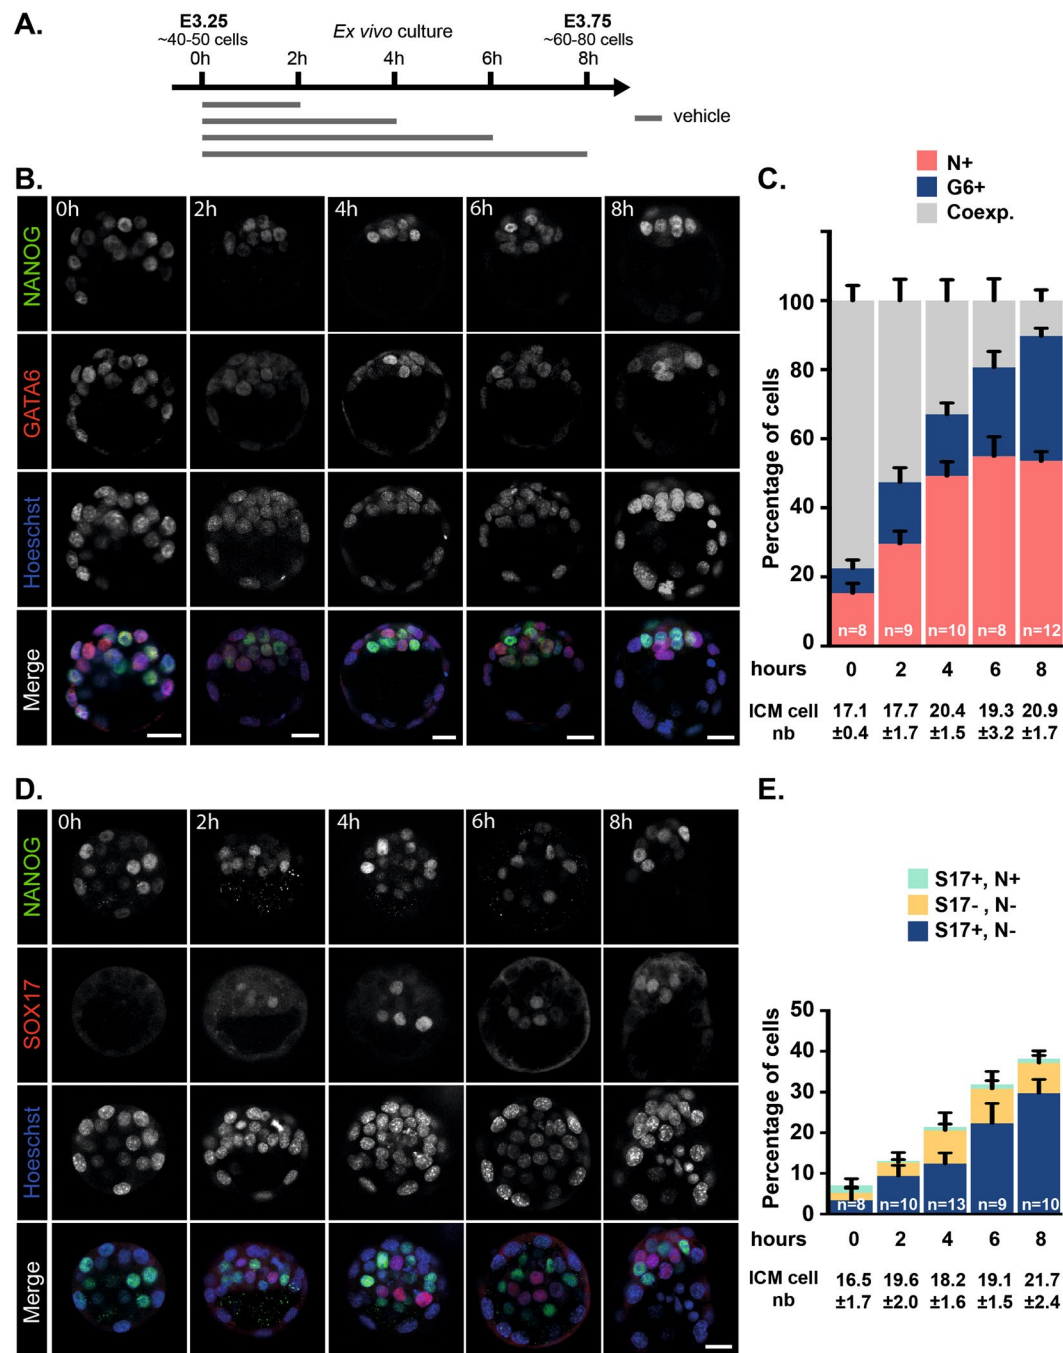 A.
E3.25
~40-50 cells
Ex vivo culture
E3.75
~60-80 cells
0h 2h 4h 6h 8h
vehicle
B.
0h 2h 4h 6h 8h
NANOG
GATA6
Hoeschst
Merge
C.
N+
G6+
Coexp.
Percentage of cells
100
80
60
40
20
0
n=8 n=9 n=10 n=8 n=12
hours 0 2 4 6 8
ICM cell nb
17.1 17.7 20.4 19.3 20.9
±0.4 ±1.7 ±1.5 ±3.2 ±1.7
D.
0h 2h 4h 6h 8h
NANOG
SOX17
Hoeschst
Merge
E.
S17+, N+
S17- , N-
S17+, N-
Percentage of cells
50
40
30
20
10
0
n=8 n=10 n=13 n=9 n=10
hours 0 2 4 6 8
ICM cell nb
16.5 19.6 18.2 19.1 21.7
±1.7 ±2.0 ±1.6 ±1.5 ±2.4